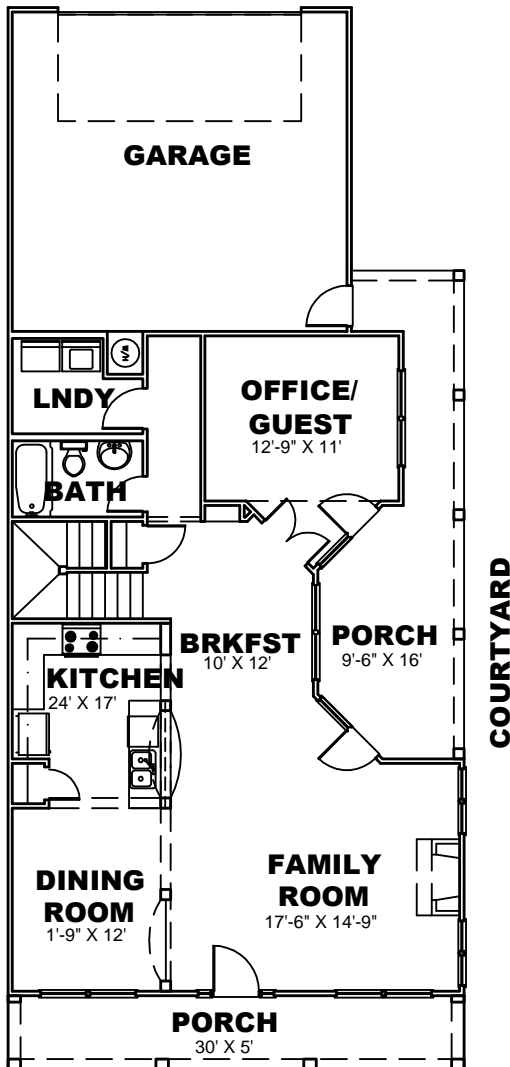 GARAGE
H/W
LNDY
OFFICE/
GUEST
12'-9" X 11'
BATH
BRKFST
10' X 12'
PORCH
9'-6" X 16'
COURTYARD
KITCHEN
24' X 17'
DINING
ROOM
1'-9" X 12'
FAMILY
ROOM
17'-6" X 14'-9"
PORCH
30' X 5'